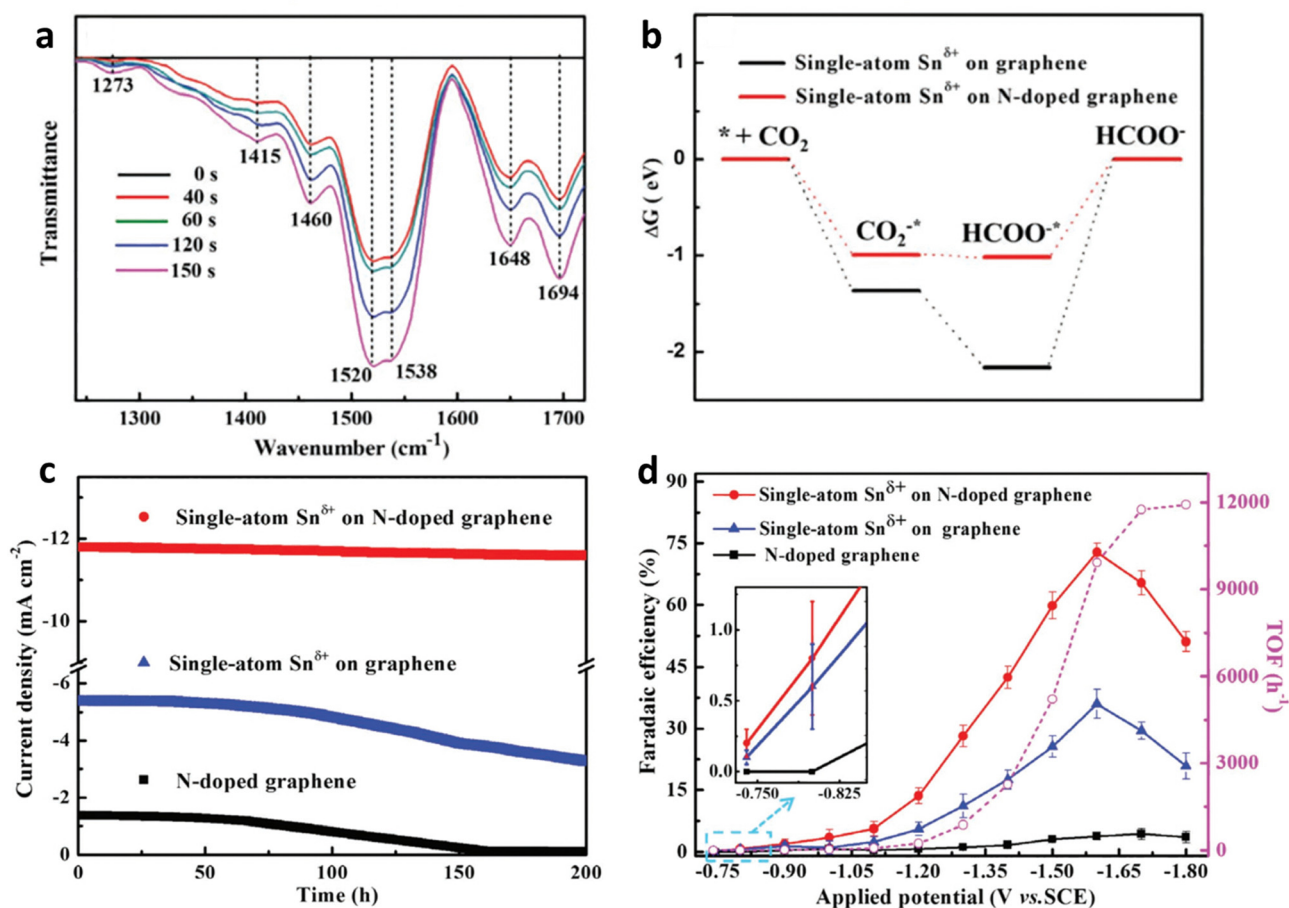 a
1273
1415
1460
1520
1538
1648
1694
0 s
40 s
60 s
120 s
150 s
Transmittance
1300
1400
1500
1600
1700
Wavenumber (cm⁻¹)
b
Single-atom Snᵟ⁺ on graphene
Single-atom Snᵟ⁺ on N-doped graphene
* + CO₂
HCOO⁻
CO₂⁻*
HCOO⁻*
ΔG (eV)
1
0
-1
-2
c
Single-atom Snᵟ⁺ on N-doped graphene
Single-atom Snᵟ⁺ on graphene
N-doped graphene
Current density (mA cm⁻²)
-12
-10
-6
-4
-2
0
0
50
100
150
200
Time (h)
d
Single-atom Snᵟ⁺ on N-doped graphene
Single-atom Snᵟ⁺ on graphene
N-doped graphene
Faradaic effciency (%)
90
75
60
45
30
15
0
1.0
0.5
0.0
-0.750
-0.825
12000
9000
6000
3000
0
TOF (h⁻¹)
-0.75
-0.90
-1.05
-1.20
-1.35
-1.50
-1.65
-1.80
Applied potential (V vs.SCE)